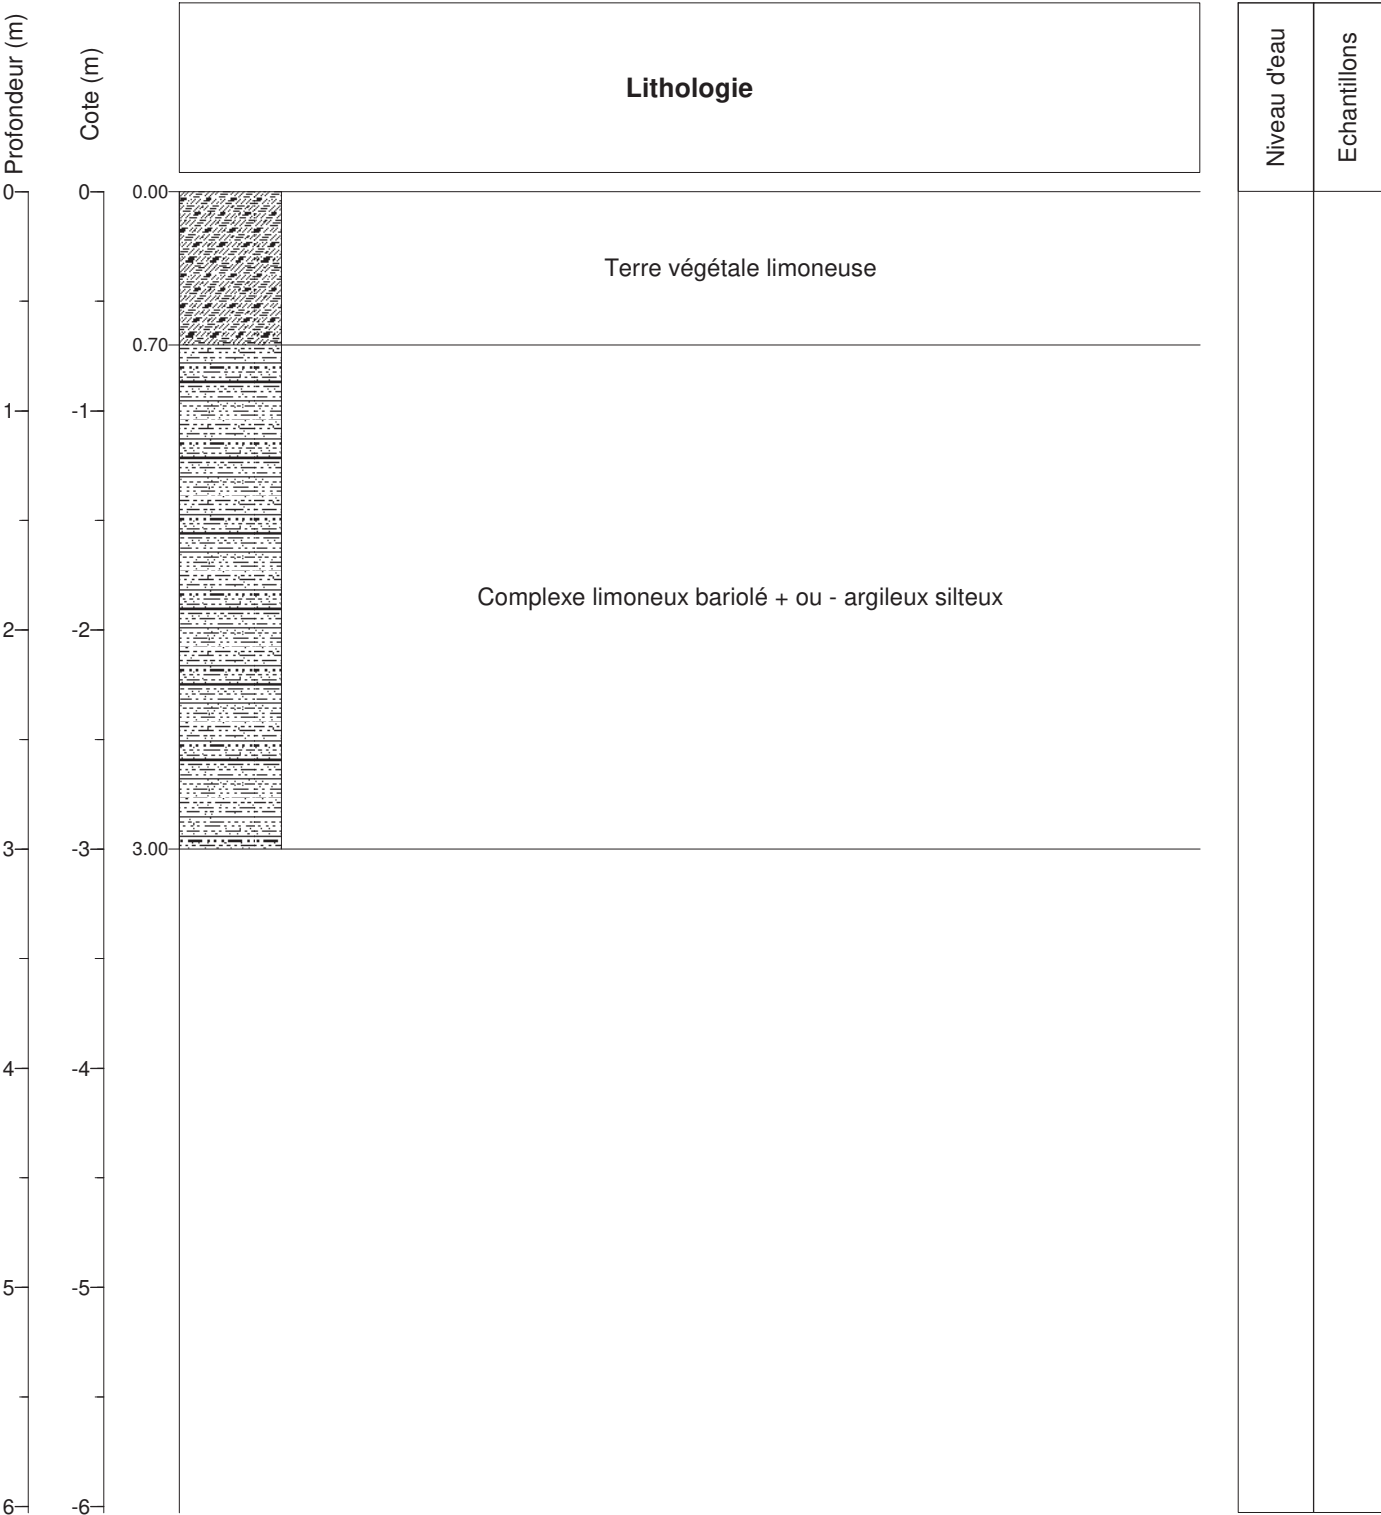 Profondeur (m)
Cote (m)
Lithologie
Niveau d'eau
Echantillons
0
0
0.00
Terre végétale limoneuse
0.70
1
-1
Complexe limoneux bariolé + ou - argileux silteux
2
-2
3
-3
3.00
4
-4
5
-5
6
-6